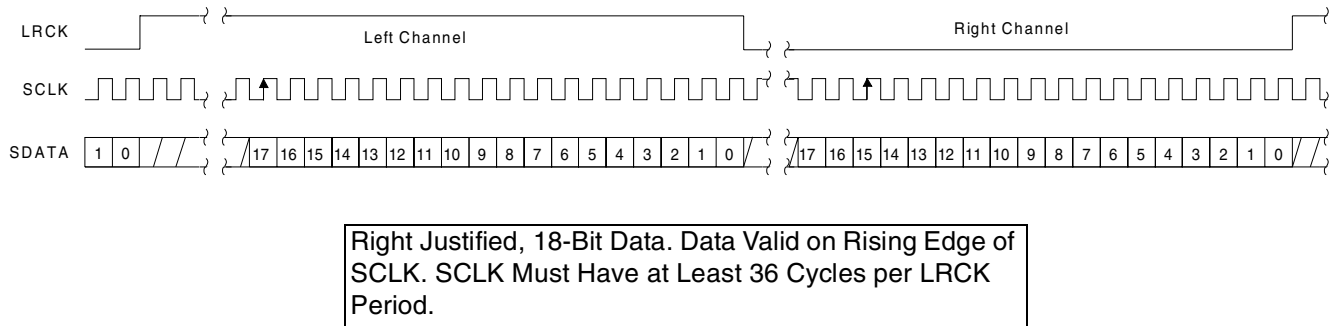 LRCK Left Channel Right Channel
SCLK
SDATA 1 0 17 16 15 14 13 12 11 10 9 8 7 6 5 4 3 2 1 0 17 16 15 14 13 12 11 10 9 8 7 6 5 4 3 2 1 0
Right Justified, 18-Bit Data. Data Valid on Rising Edge of
SCLK. SCLK Must Have at Least 36 Cycles per LRCK
Period.